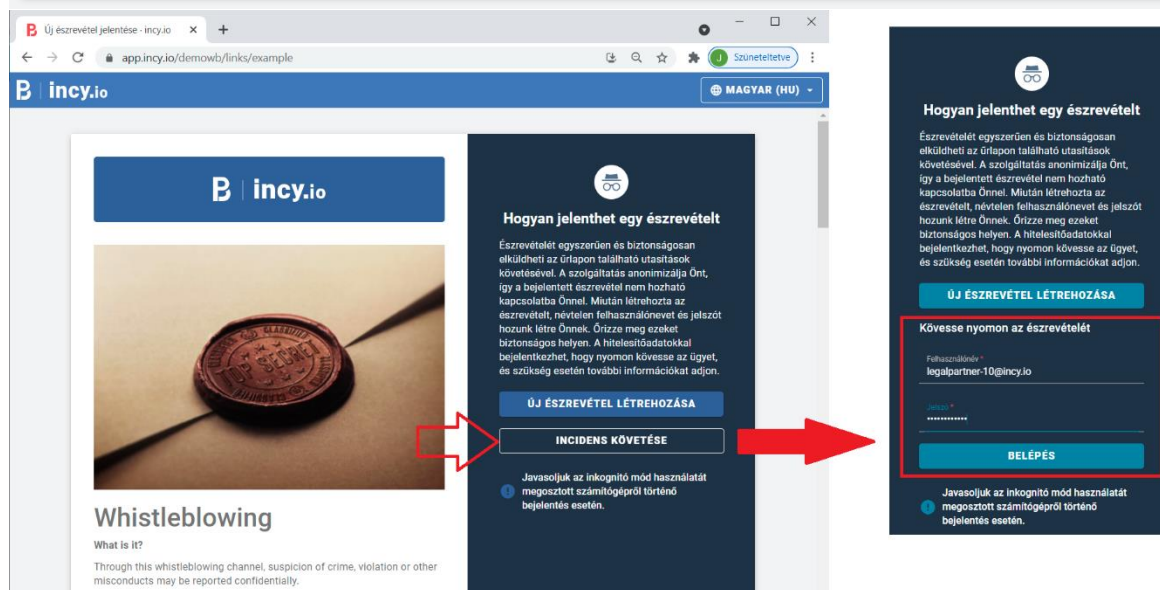 Új észrevétel jelentése - incy.io
app.incy.io/demowb/links/example
Szüneteltetve
incy.io
MAGYAR (HU)
incy.io
TOP SECRET
Whistleblowing
What is it?
Through this whistleblowing channel, suspicion of crime, violation or other
misconducts may be reported confidentially.
Hogyan jelenthet egy észrevételt
Észrevételét egyszerűen és biztonságosan
elküldheti az űrlapon található utasítások
követésével. A szolgáltatás anonimizálja Önt,
így a bejelentett észrevétel nem hozható
kapcsolatba Önnel. Miután létrehozta az
észrevételt, névtelen felhasználónevet és jelszót
hozunk létre Önnek. Őrizze meg ezeket
biztonságos helyen. A hitelesítőadatokkal
bejelentkezhet, hogy nyomon kövesse az ügyet,
és szükség esetén további információkat adjon.
ÚJ ÉSZREVÉTEL LÉTREHOZÁSA
INCIDENS KÖVETÉSE
Javasoljuk az inkognitó mód használatát
megosztott számítógépről történő
bejelentés esetén.
Hogyan jelenthet egy észrevételt
Észrevételét egyszerűen és biztonságosan
elküldheti az űrlapon található utasítások
követésével. A szolgáltatás anonimizálja Önt,
így a bejelentett észrevétel nem hozható
kapcsolatba Önnel. Miután létrehozta az
észrevételt, névtelen felhasználónevet és jelszót
hozunk létre Önnek. Őrizze meg ezeket
biztonságos helyen. A hitelesítőadatokkal
bejelentkezhet, hogy nyomon kövesse az ügyet,
és szükség esetén további információkat adjon.
ÚJ ÉSZREVÉTEL LÉTREHOZÁSA
Kövesse nyomon az észrevételét
Felhasználónév *
legalpartner-10@incy.io
Jelszó *
••••••••••••
BELÉPÉS
Javasoljuk az inkognitó mód használatát
megosztott számítógépről történő
bejelentés esetén.